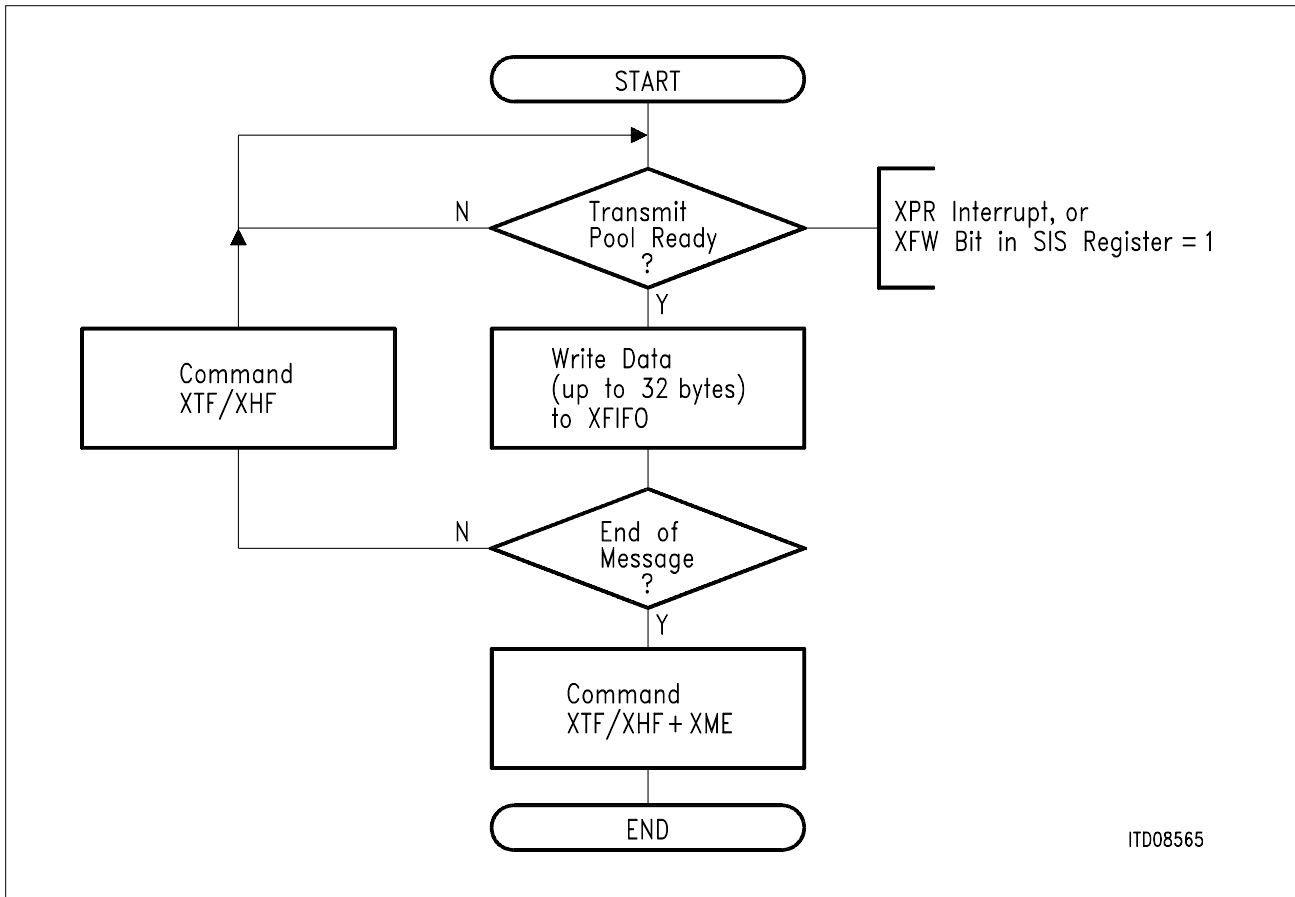 START
N
Transmit
Pool Ready
?
XPR Interrupt, or
XFW Bit in SIS Register = 1
Y
Command
XTF/XHF
Write Data
(up to 32 bytes)
to XFIFO
N
End of
Message
?
Y
Command
XTF/XHF + XME
END
ITD08565